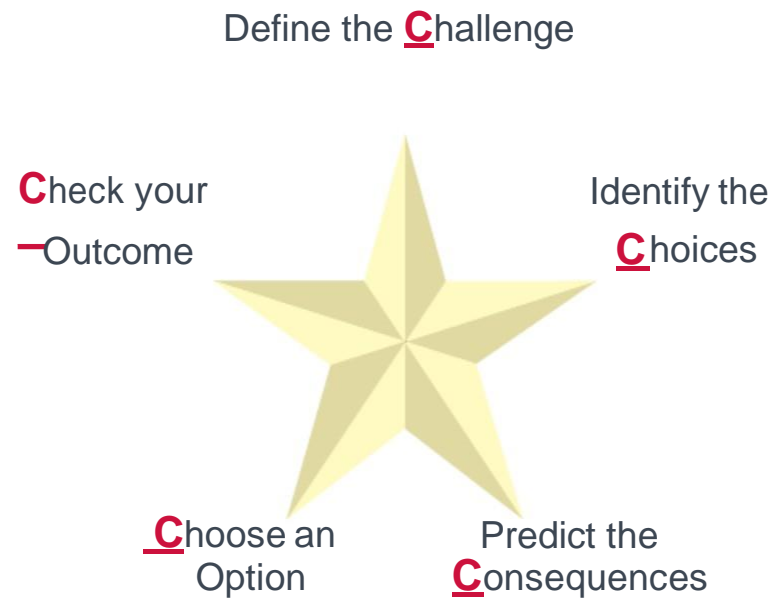 Define the Challenge
Identify the
Choices
Predict the
Consequences
Choose an
Option
Check your
Outcome